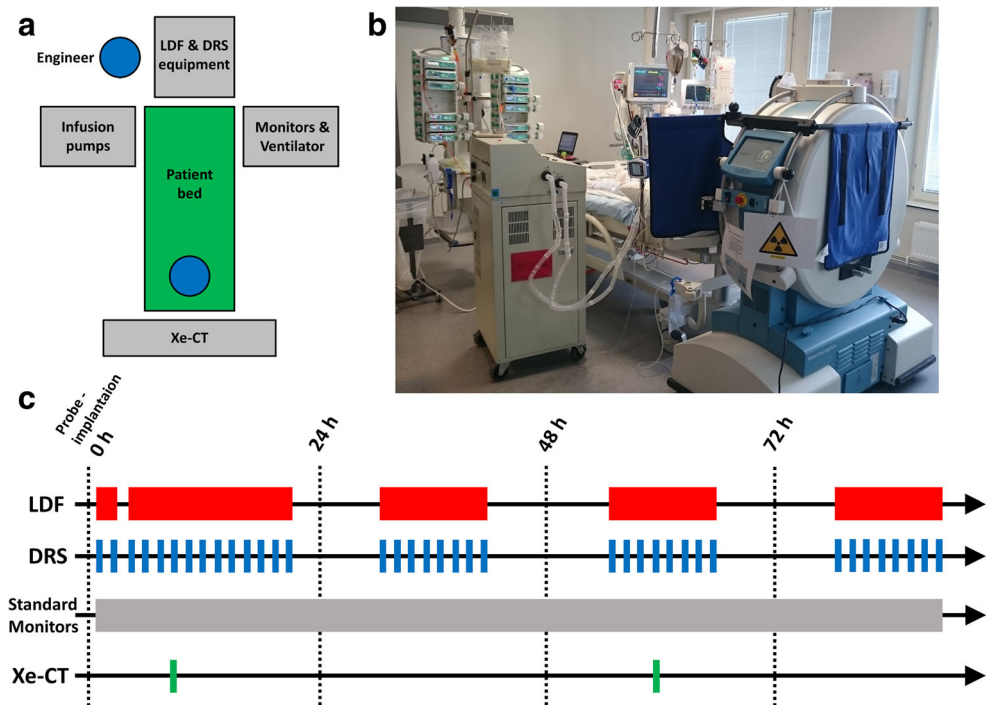 a
Engineer
LDF & DRS
equipment
Infusion
pumps
Monitors &
Ventilator
Patient
bed
Xe-CT
b
c
Probe -
implantaion
0 h
24 h
48 h
72 h
LDF
DRS
Standard
Monitors
Xe-CT